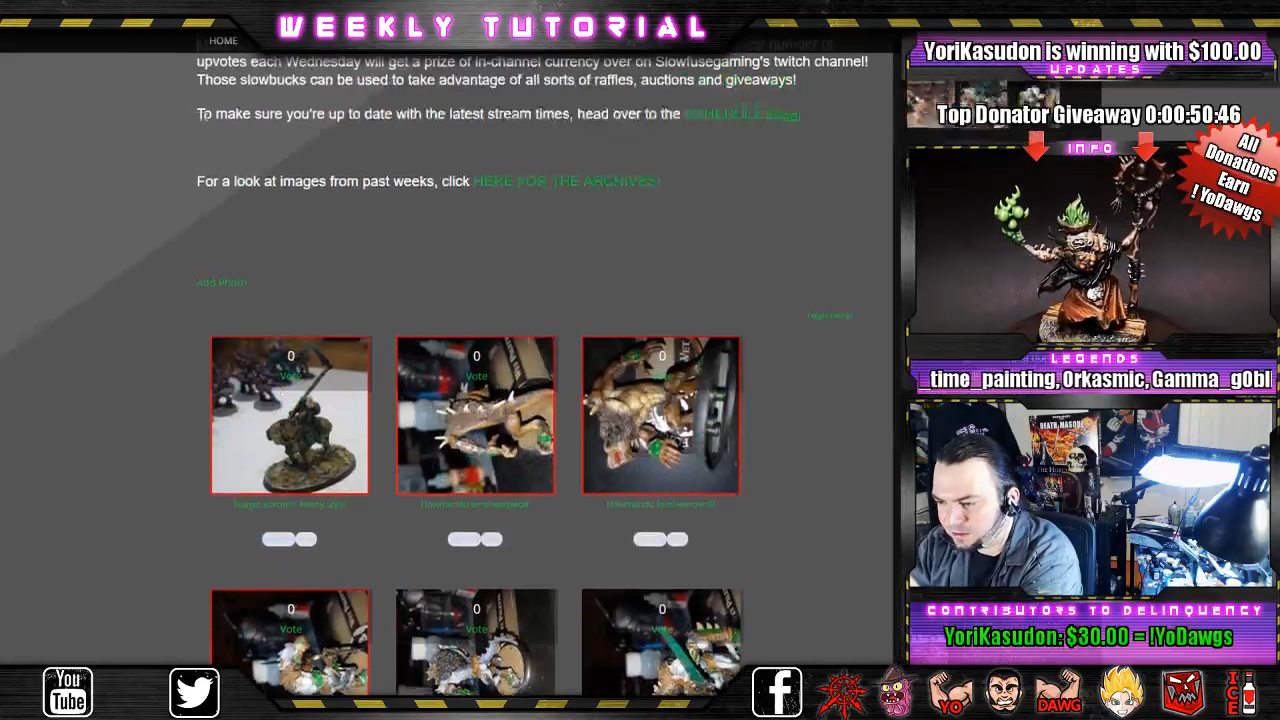 WEEKLY TUTORIAL
HOME
upvotes each Wednesday will get a prize of in-channel currency over on Slowfusegaming's twitch channel!
Those slowbucks can be used to take advantage of all sorts of raffles, auctions and giveaways!
To make sure you're up to date with the latest stream times, head over to the
For a look at images from past weeks, click HERE FOR THE ARCHIVES!
Add Photo
0
Vote
0
Vote
0
Vote
0
Vote
0
Vote
0
Vote
YoriKasudon is winning with $100.00
UPDATES
Top Donator Giveaway 0:00:50:46
INFO
All
Donations
Earn
! YoDawgs
LEGENDS
_time_painting, Orkasmic, Gamma_g0bl
DEATH MASQUE
CONTRIBUTORS TO DELINQUENCY
YoriKasudon: $30.00 = !YoDawgs
You
Tube
YO
DAWG
ICE